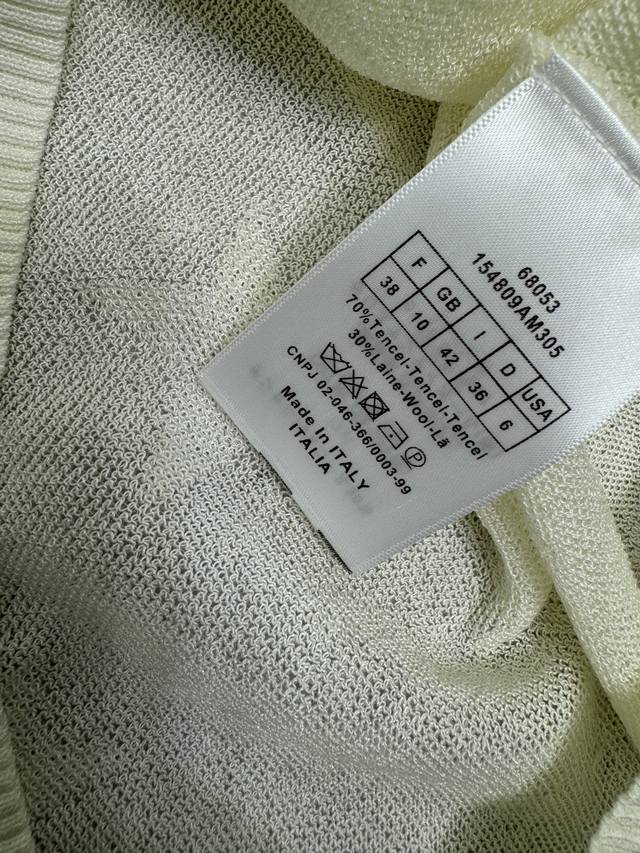 68053
154809AM305
F GB I D USA
38 10 42 36 6
70%Tencel-Tencel-Tencel
30%Laine-Wool-Lã
CNPJ 02-046-366/0003-99
Made In ITALY
ITALIA